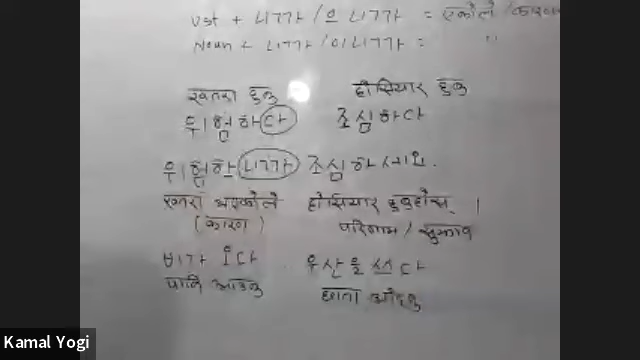 Vst + 니까 / 으니까 = एकोले / कारण
Noun + 니까 / 이니까 = "
खतरा हुनु होसियार हुनु
위험하다 조심하다
위험하니까 조심하세요.
खतरा भएकोले होसियार हुनुहोस् ।
(कारण) परिणाम / सुझाव
비가 오다 우산을 쓰다
पानी आउनु छाता ओढ्नु
Kamal Yogi